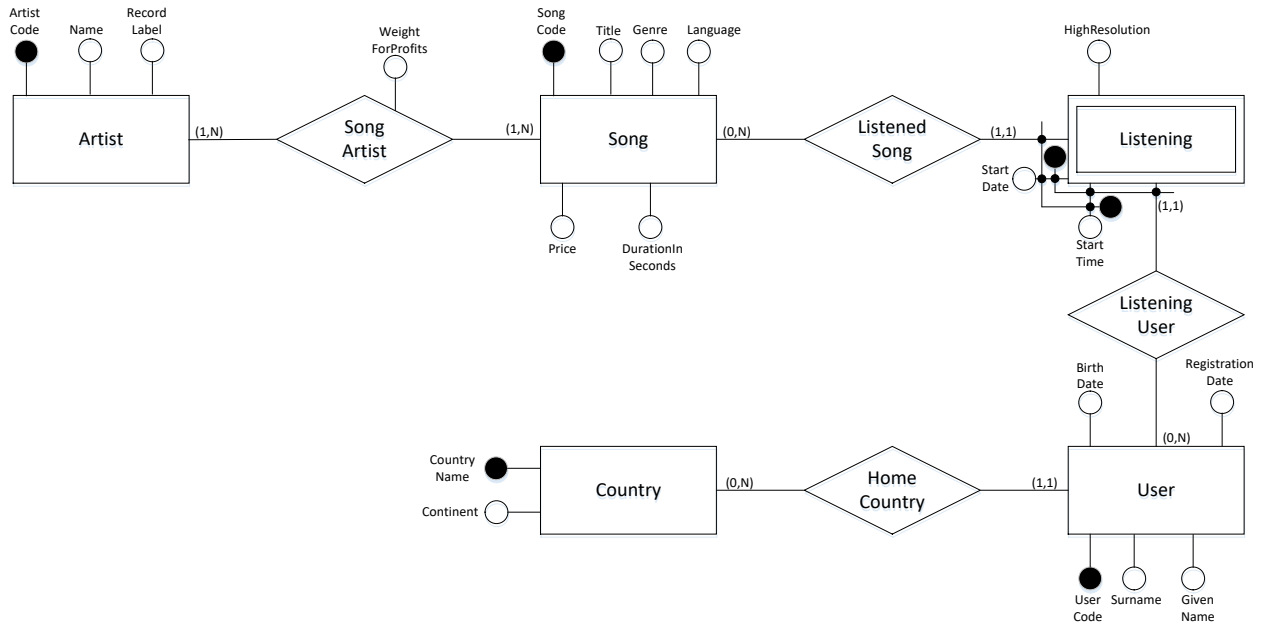 Artist
Code
Name
Record
Label
Weight
ForProfits
Song
Code
Title
Genre
Language
HighResolution
Artist
(1,N)
Song
Artist
(1,N)
Song
(0,N)
Listened
Song
(1,1)
Listening
Start
Date
(1,1)
Start
Time
Price
DurationIn
Seconds
Listening
User
Birth
Date
Registration
Date
(0,N)
Country
Name
Continent
Country
(0,N)
Home
Country
(1,1)
User
User
Code
Surname
Given
Name